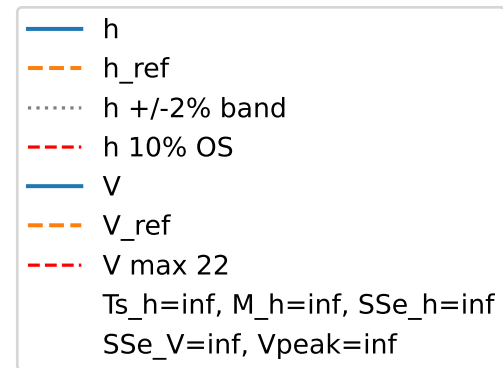 h
h_ref
h +/-2% band
h 10% OS
V
V_ref
V max 22
Ts_h=inf, M_h=inf, SSe_h=inf
SSe_V=inf, Vpeak=inf